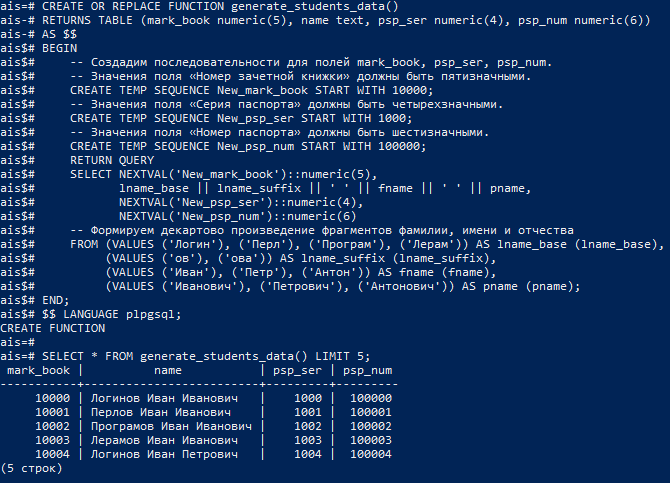 ais=# CREATE OR REPLACE FUNCTION generate_students_data()
ais-# RETURNS TABLE (mark_book numeric(5), name text, psp_ser numeric(4), psp_num numeric(6))
ais-# AS $$
ais$# BEGIN
ais$#     -- Создадим последовательности для полей mark_book, psp_ser, psp_num.
ais$#     -- Значения поля «Номер зачетной книжки» должны быть пятизначными.
ais$#     CREATE TEMP SEQUENCE New_mark_book START WITH 10000;
ais$#     -- Значения поля «Серия паспорта» должны быть четырехзначными.
ais$#     CREATE TEMP SEQUENCE New_psp_ser START WITH 1000;
ais$#     -- Значения поля «Номер паспорта» должны быть шестизначными.
ais$#     CREATE TEMP SEQUENCE New_psp_num START WITH 100000;
ais$#     RETURN QUERY
ais$#     SELECT NEXTVAL('New_mark_book')::numeric(5),
ais$#            lname_base || lname_suffix || ' ' || fname || ' ' || pname,
ais$#            NEXTVAL('New_psp_ser')::numeric(4),
ais$#            NEXTVAL('New_psp_num')::numeric(6)
ais$#     -- Формируем декартово произведение фрагментов фамилии, имени и отчества
ais$#     FROM (VALUES ('Логин'), ('Перл'), ('Програм'), ('Лерам')) AS lname_base (lname_base),
ais$#          (VALUES ('ов'), ('ова')) AS lname_suffix (lname_suffix),
ais$#          (VALUES ('Иван'), ('Петр'), ('Антон')) AS fname (fname),
ais$#          (VALUES ('Иванович'), ('Петрович'), ('Антонович')) AS pname (pname);
ais$# END;
ais$# $$ LANGUAGE plpgsql;
CREATE FUNCTION
ais=#
ais=# SELECT * FROM generate_students_data() LIMIT 5;
 mark_book |          name           | psp_ser | psp_num
-----------+-------------------------+---------+---------
     10000 | Логинов Иван Иванович   |    1000 |  100000
     10001 | Перлов Иван Иванович    |    1001 |  100001
     10002 | Програмов Иван Иванович |    1002 |  100002
     10003 | Лерамов Иван Иванович   |    1003 |  100003
     10004 | Логинов Иван Петрович   |    1004 |  100004
(5 строк)